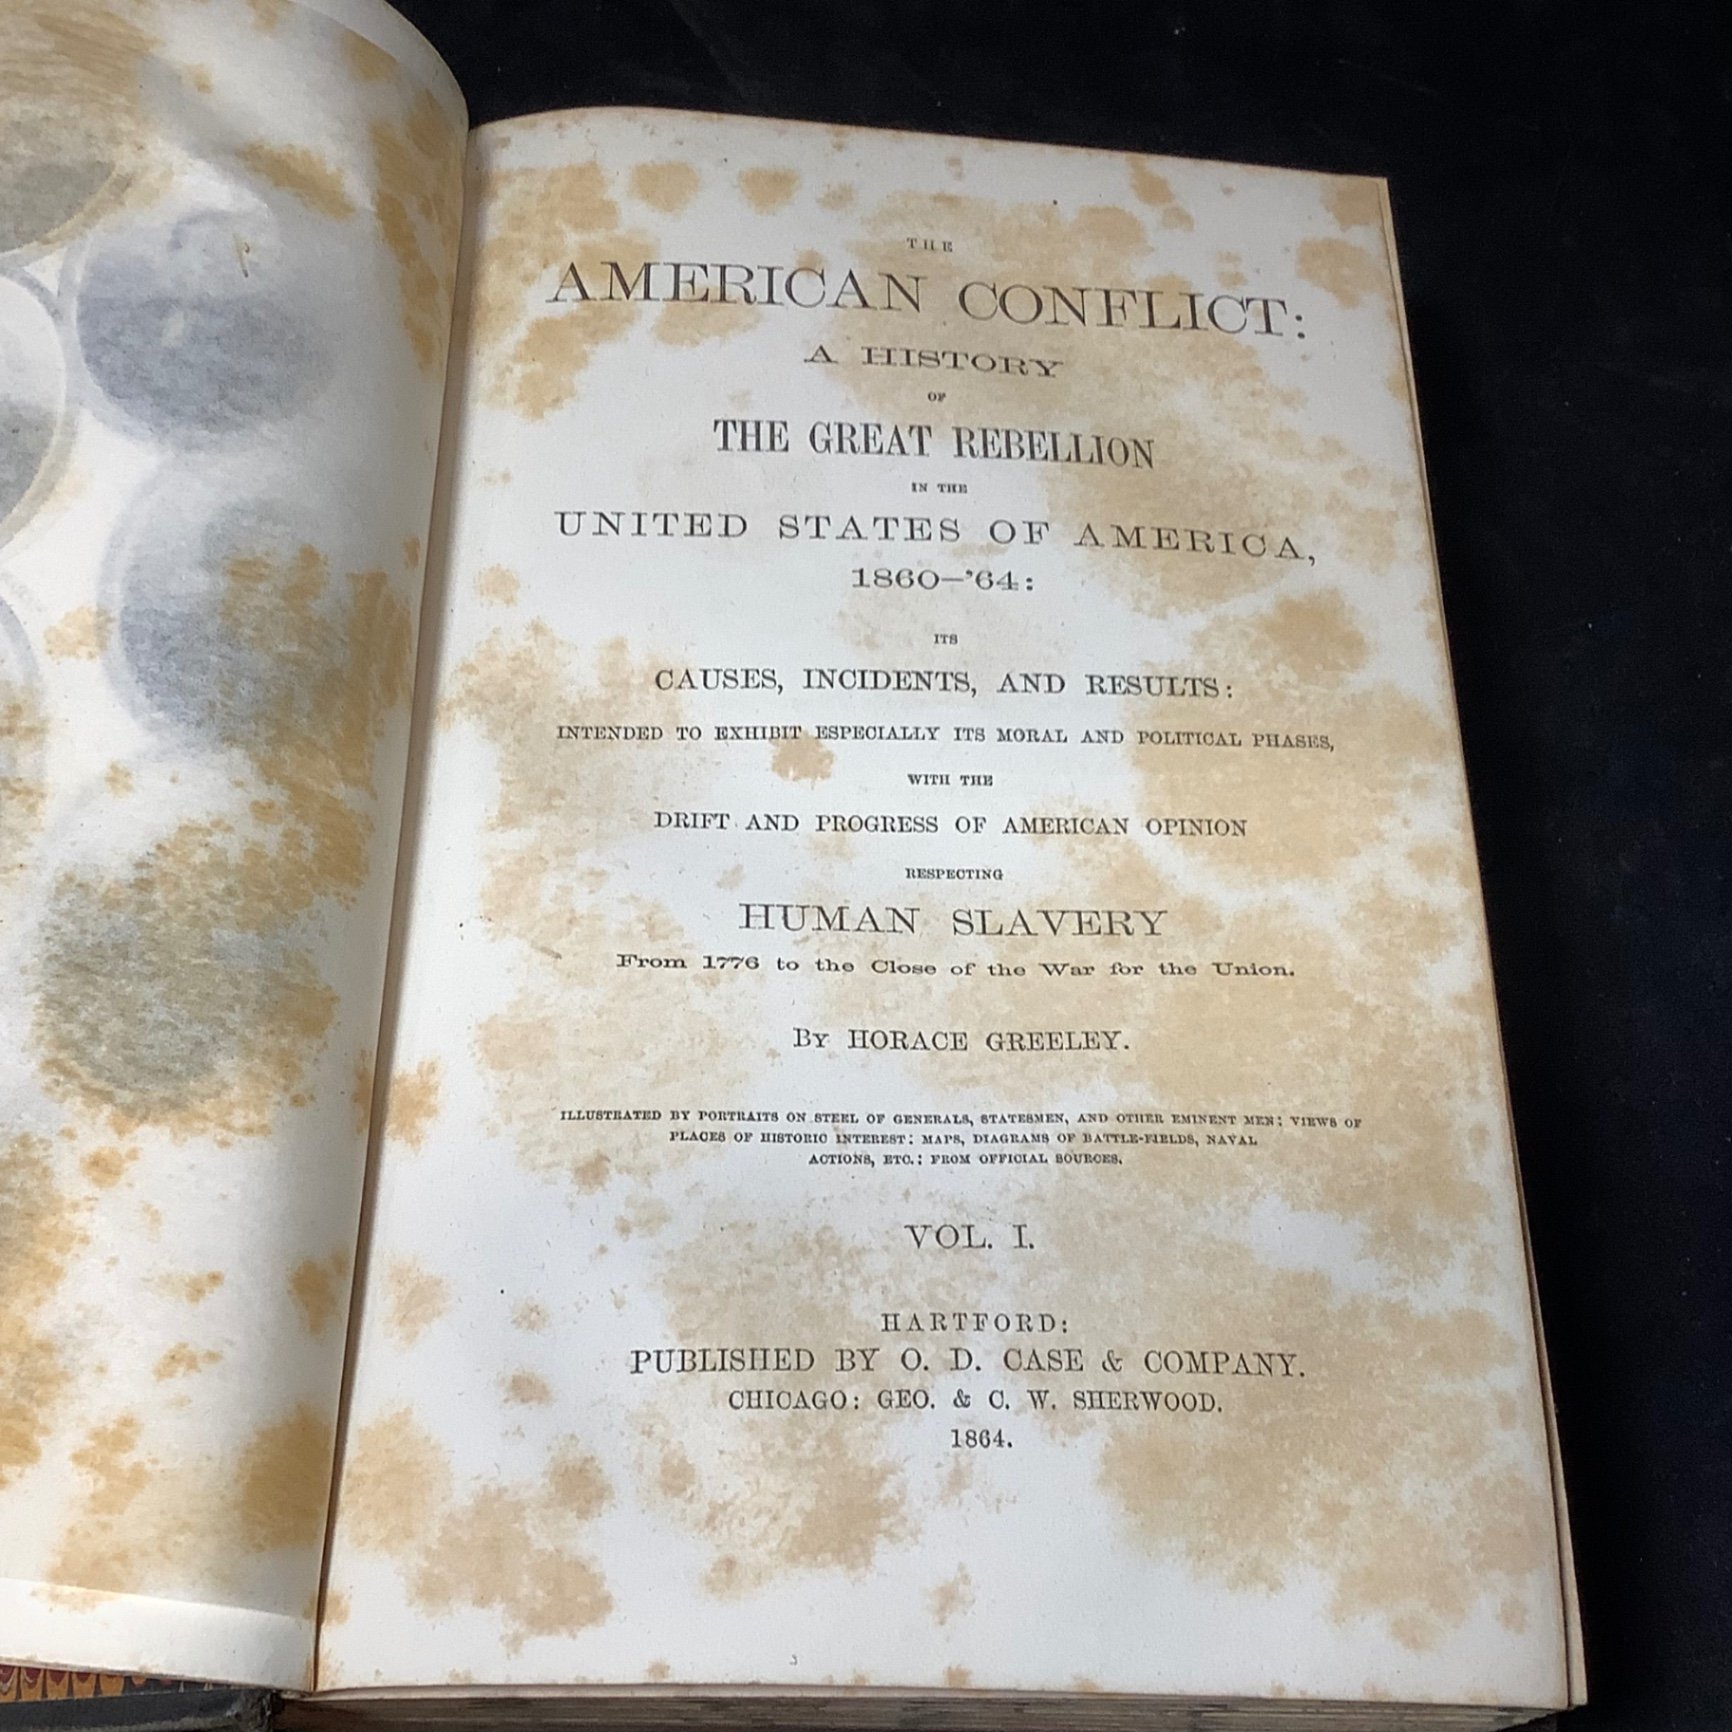 THE
AMERICAN CONFLICT:
A HISTORY
OF
THE GREAT REBELLION
IN THE
UNITED STATES OF AMERICA,
1860–'64:
ITS
CAUSES, INCIDENTS, AND RESULTS:
INTENDED TO EXHIBIT ESPECIALLY ITS MORAL AND POLITICAL PHASES,
WITH THE
DRIFT AND PROGRESS OF AMERICAN OPINION
RESPECTING
HUMAN SLAVERY
From 1776 to the Close of the War for the Union.
By HORACE GREELEY.
ILLUSTRATED BY PORTRAITS ON STEEL OF GENERALS, STATESMEN, AND OTHER EMINENT MEN; VIEWS OF
PLACES OF HISTORIC INTEREST; MAPS, DIAGRAMS OF BATTLE-FIELDS, NAVAL
ACTIONS, ETC.; FROM OFFICIAL SOURCES.
VOL. I.
HARTFORD:
PUBLISHED BY O. D. CASE & COMPANY.
CHICAGO: GEO. & C. W. SHERWOOD.
1864.